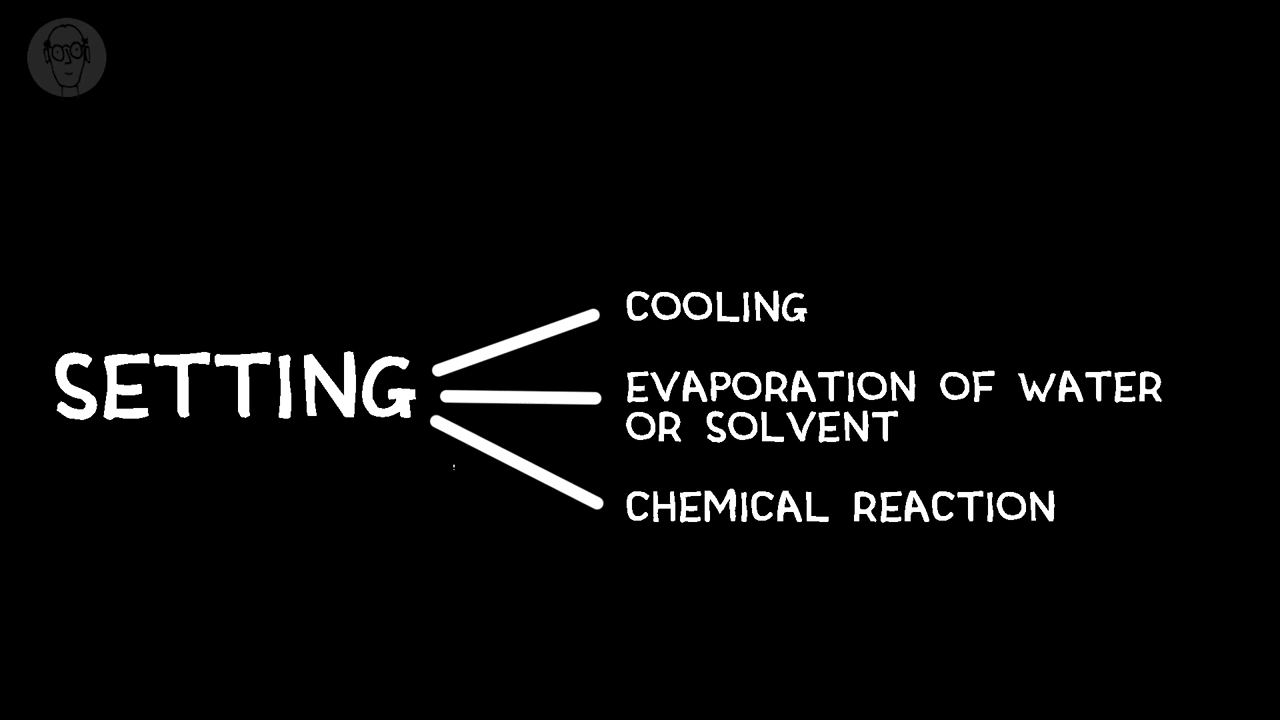 SETTING
COOLING
EVAPORATION OF WATER
OR SOLVENT
CHEMICAL REACTION